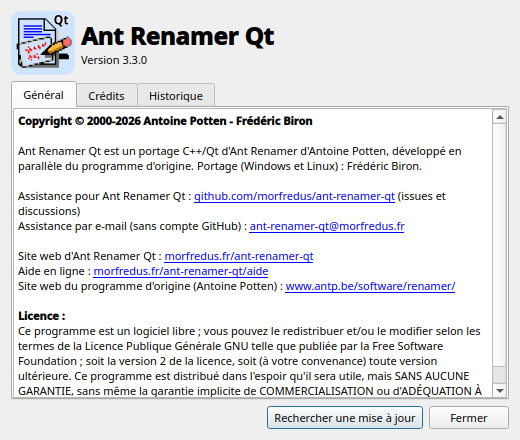 Qt
Ant Renamer Qt
Version 3.3.0
Général
Crédits
Historique
Copyright © 2000-2026 Antoine Potten - Frédéric Biron
Ant Renamer Qt est un portage C++/Qt d'Ant Renamer d'Antoine Potten, développé en
parallèle du programme d'origine. Portage (Windows et Linux) : Frédéric Biron.
Assistance pour Ant Renamer Qt : github.com/morfredus/ant-renamer-qt (issues et
discussions)
Assistance par e-mail (sans compte GitHub) : ant-renamer-qt@morfredus.fr
Site web d'Ant Renamer Qt : morfredus.fr/ant-renamer-qt
Aide en ligne : morfredus.fr/ant-renamer-qt/aide
Site web du programme d'origine (Antoine Potten) : www.antp.be/software/renamer/
Licence :
Ce programme est un logiciel libre ; vous pouvez le redistribuer et/ou le modifier selon les
termes de la Licence Publique Générale GNU telle que publiée par la Free Software
Foundation ; soit la version 2 de la licence, soit (à votre convenance) toute version
ultérieure. Ce programme est distribué dans l'espoir qu'il sera utile, mais SANS AUCUNE
GARANTIE, sans même la garantie implicite de COMMERCIALISATION ou d'ADÉQUATION À
Rechercher une mise à jour
Fermer